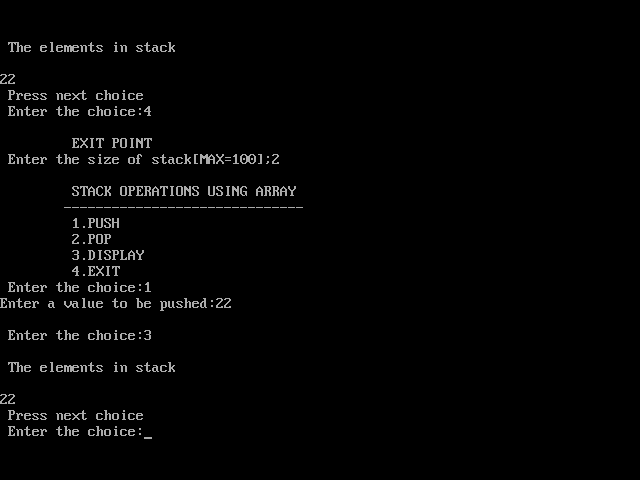 The elements in stack
22
Press next choice
Enter the choice:4
EXIT POINT
Enter the size of stack[MAX=100];2
STACK OPERATIONS USING ARRAY
------------------------------
1.PUSH
2.POP
3.DISPLAY
4.EXIT
Enter the choice:1
Enter a value to be pushed:22
Enter the choice:3
The elements in stack
22
Press next choice
Enter the choice:_